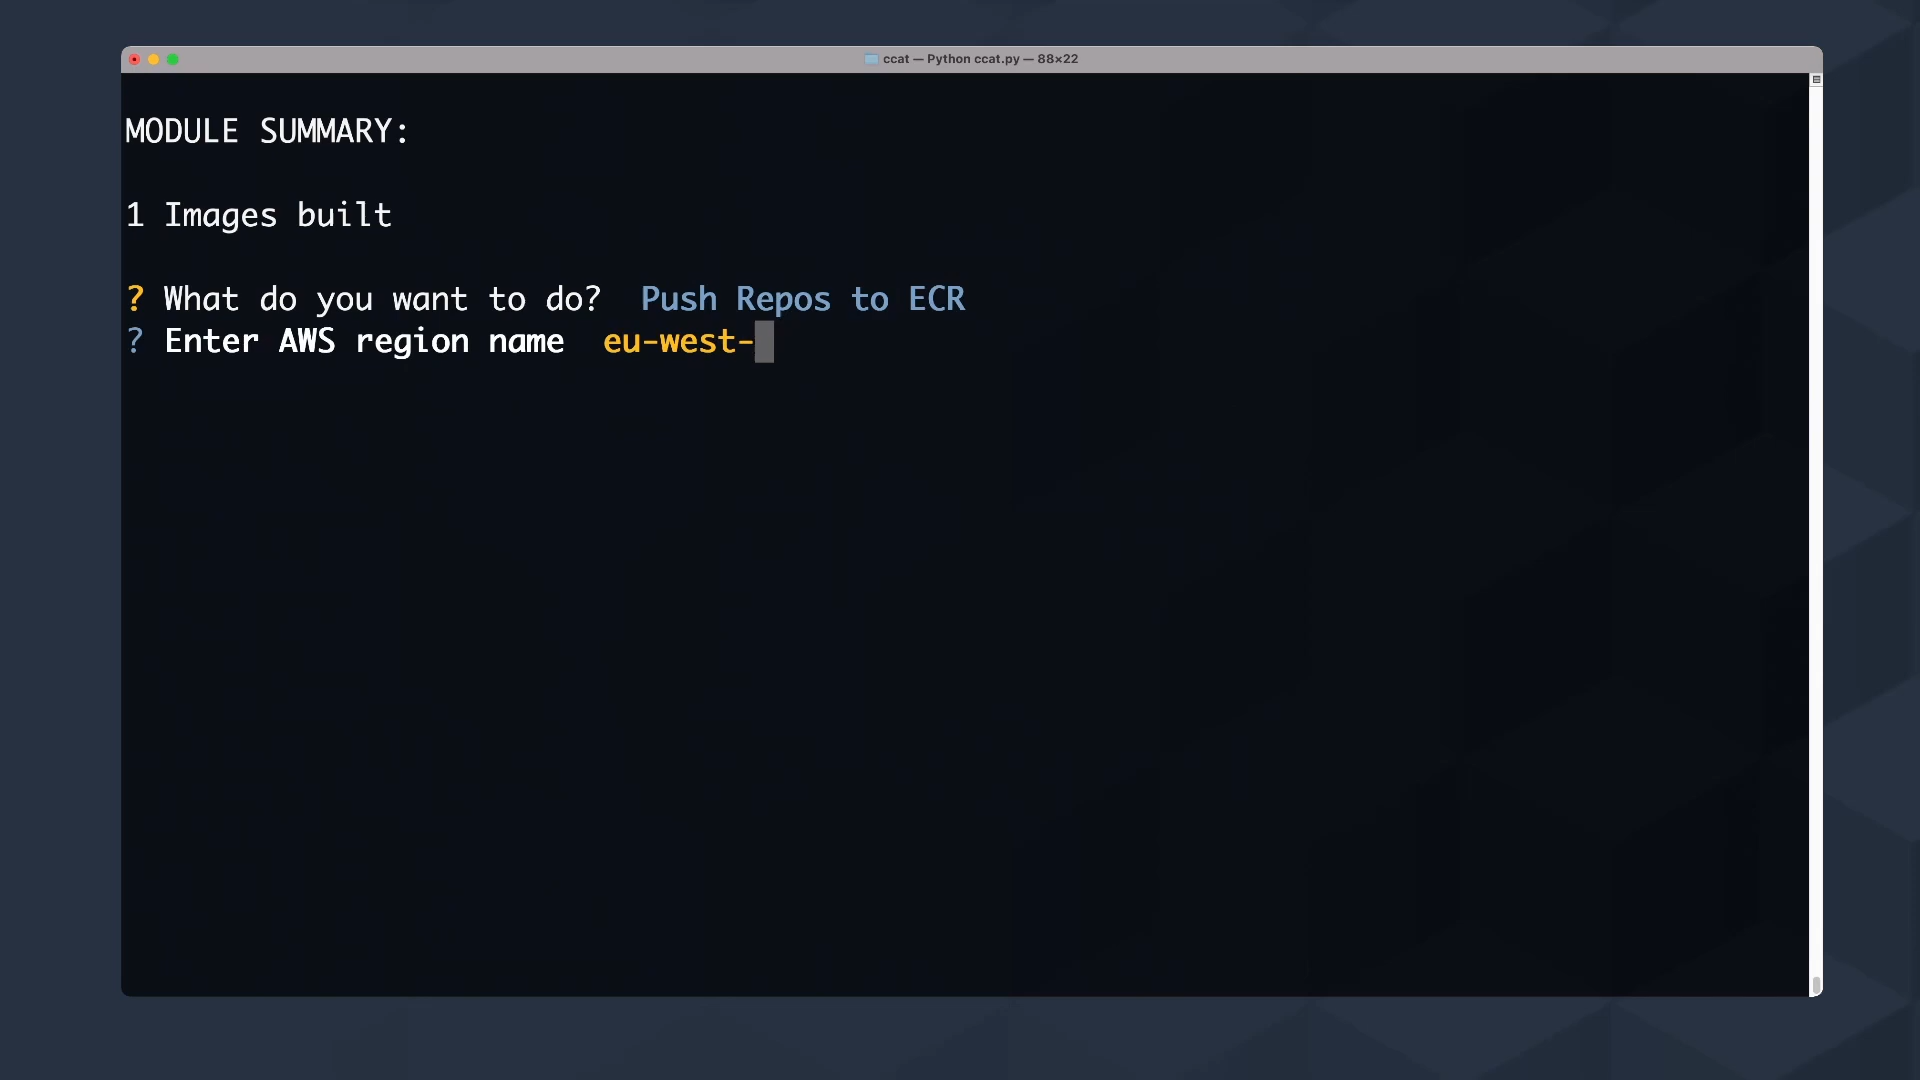 ccat — Python ccat.py — 88×22
MODULE SUMMARY:
1 Images built
? What do you want to do?  Push Repos to ECR
? Enter AWS region name  eu-west-